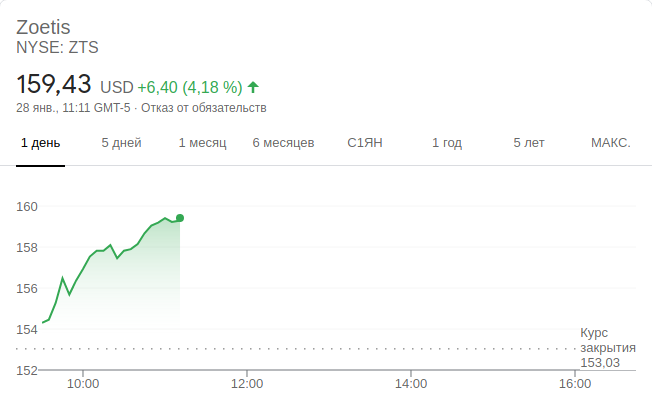 Zoetis
NYSE: ZTS
159,43 USD +6,40 (4,18 %)
28 янв., 11:11 GMT-5 · Отказ от обязательств
1 день 5 дней 1 месяц 6 месяцев С1ЯН 1 год 5 лет МАКС.
160
158
156
154
Курс
закрытия
153,03
152
10:00 12:00 14:00 16:00